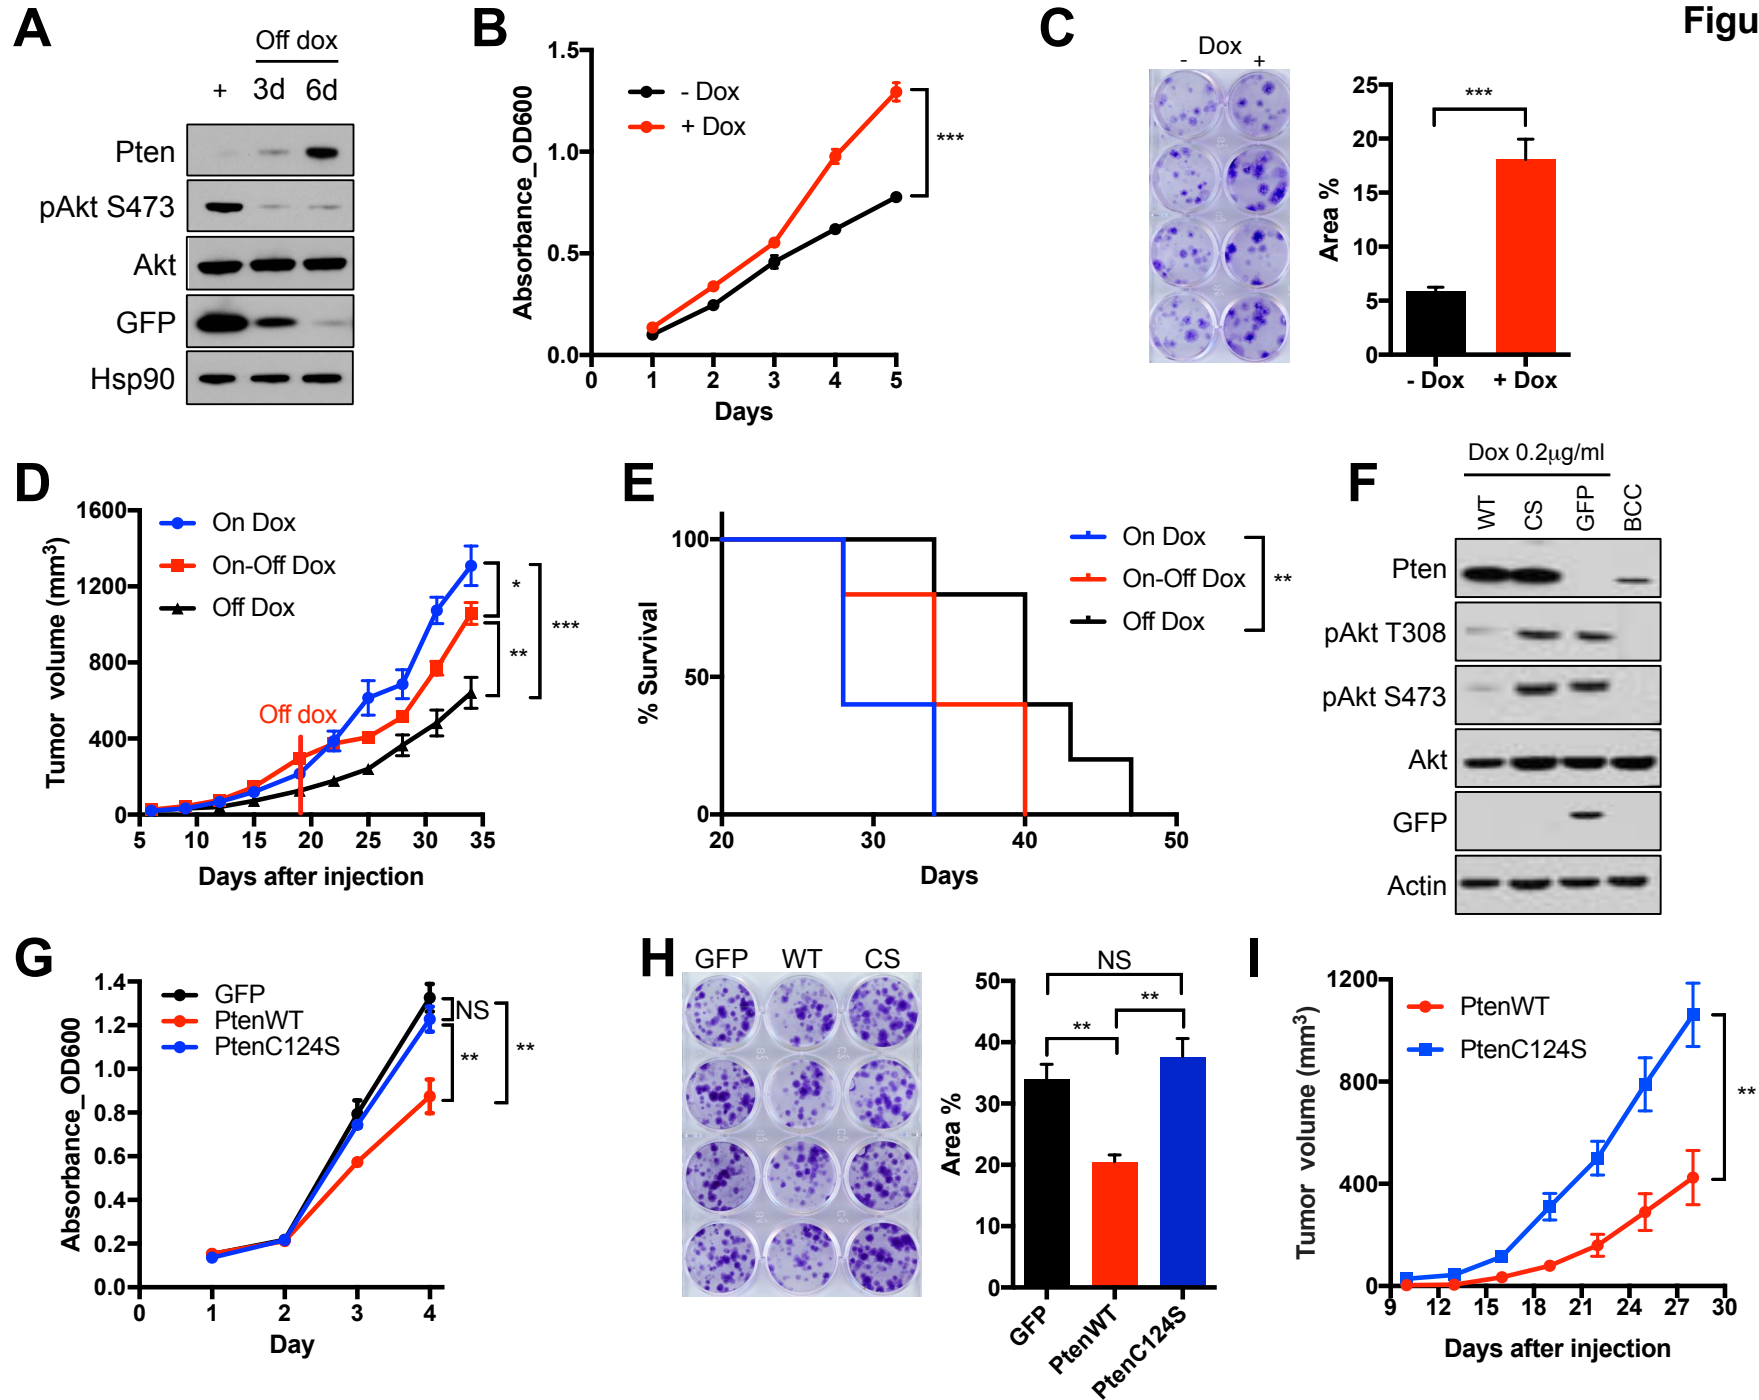 Figu
A
Off dox
+ 3d 6d
Pten
pAkt S473
Akt
GFP
Hsp90
B
1.5
1.0
0.5
0.0
Absorbance_OD600
- Dox
+ Dox
***
0 1 2 3 4 5
Days
C
Dox
- +
25
20
15
10
5
0
Area %
***
- Dox + Dox
D
1600
1200
800
400
0
Tumor volume (mm3)
On Dox
On-Off Dox
Off Dox
Off dox
*
**
***
5 10 15 20 25 30 35
Days after injection
E
100
50
0
% Survival
On Dox
On-Off Dox
Off Dox
**
20 30 40 50
Days
F
Dox 0.2μg/ml
WT CS GFP BCC
Pten
pAkt T308
pAkt S473
Akt
GFP
Actin
G
1.4
1.2
1.0
0.8
0.6
0.4
0.2
0.0
Absorbance_OD600
GFP
PtenWT
PtenC124S
NS
**
**
0 1 2 3 4
Day
H
GFP WT CS
50
40
30
20
10
0
Area %
NS
**
**
GFP PtenWT PtenC124S
I
1200
800
400
0
Tumor volume (mm3)
PtenWT
PtenC124S
**
9 12 15 18 21 24 27 30
Days after injection